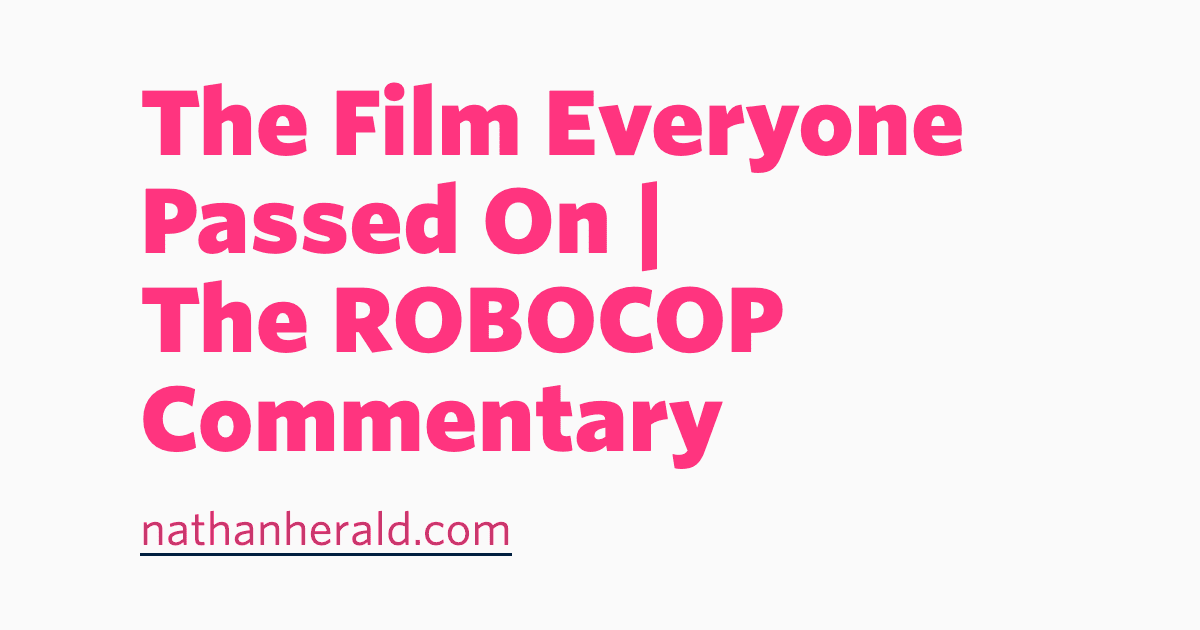 The Film Everyone
Passed On |
The ROBOCOP
Commentary
nathanherald.com